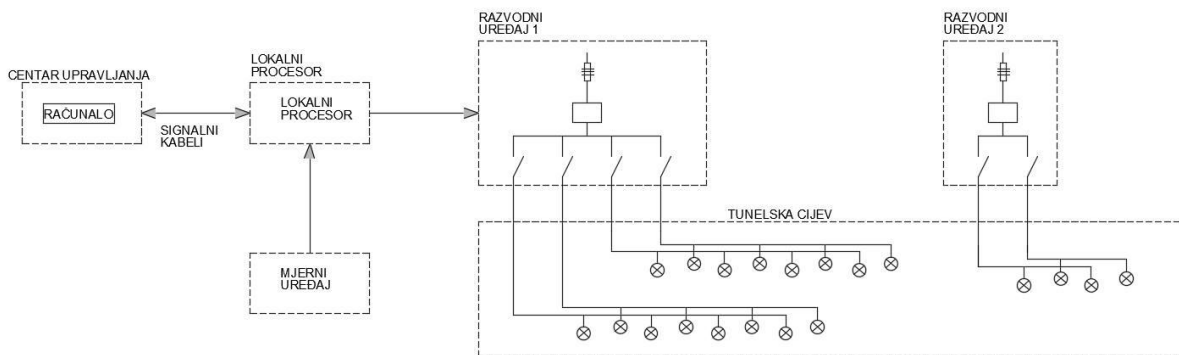 RAZVODNI
UREĐAJ 1
RAZVODNI
UREĐAJ 2
CENTAR UPRAVLJANJA
LOKALNI
PROCESOR
RAČUNALO
LOKALNI
PROCESOR
SIGNALNI
KABELI
TUNELSKA CIJEV
MJERNI
UREĐAJ